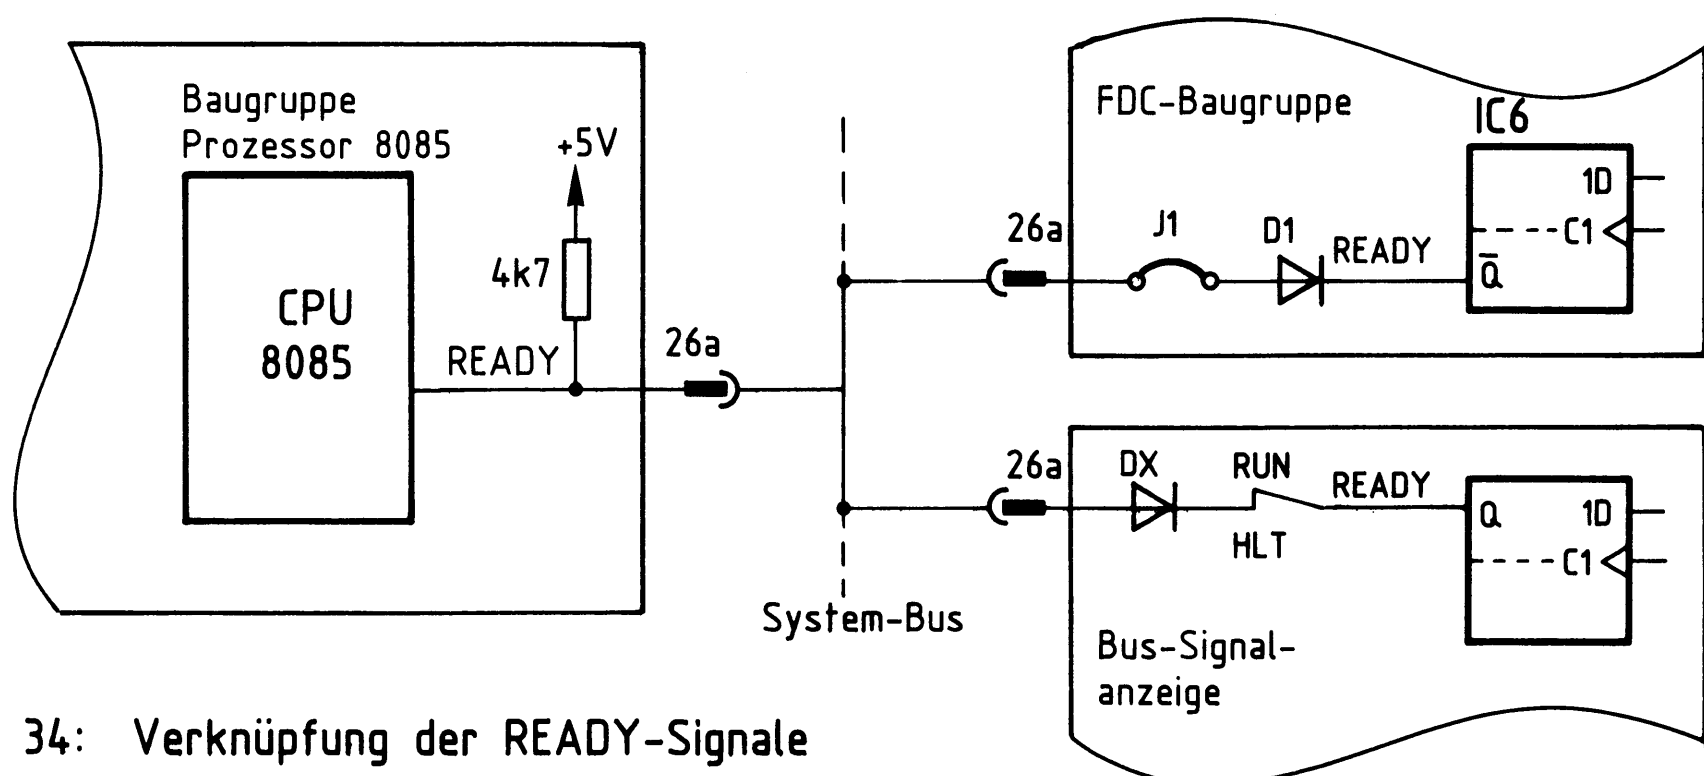 Baugruppe
Prozessor 8085
+5V
4k7
CPU
8085
READY
26a
System-Bus
FDC-Baugruppe
IC6
26a
J1
D1
READY
1D
C1
Q̅
26a
DX
RUN
HLT
READY
Q
1D
C1
Bus-Signal-
anzeige
34: Verknüpfung der READY-Signale